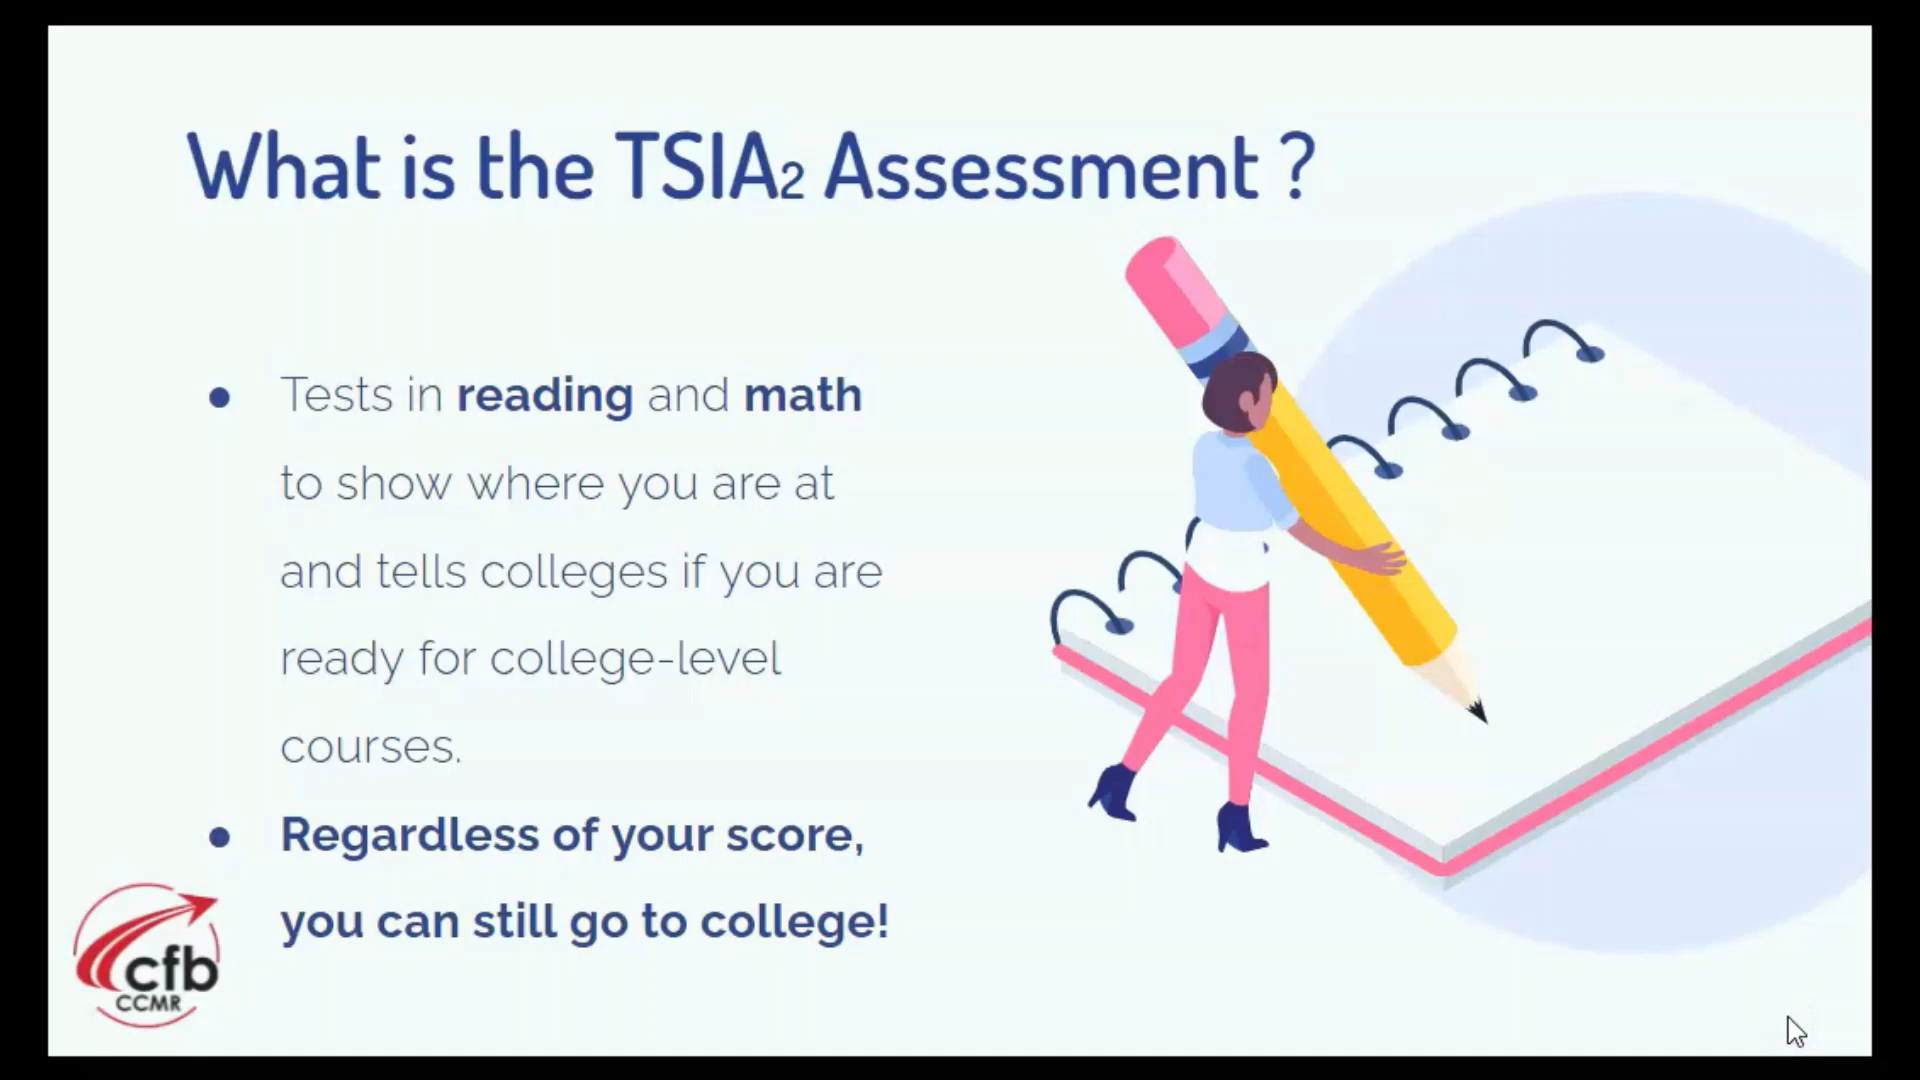 What is the TSIA2 Assessment ?
● Tests in reading and math
to show where you are at
and tells colleges if you are
ready for college-level
courses.
● Regardless of your score,
you can still go to college!
cfb
CCMR